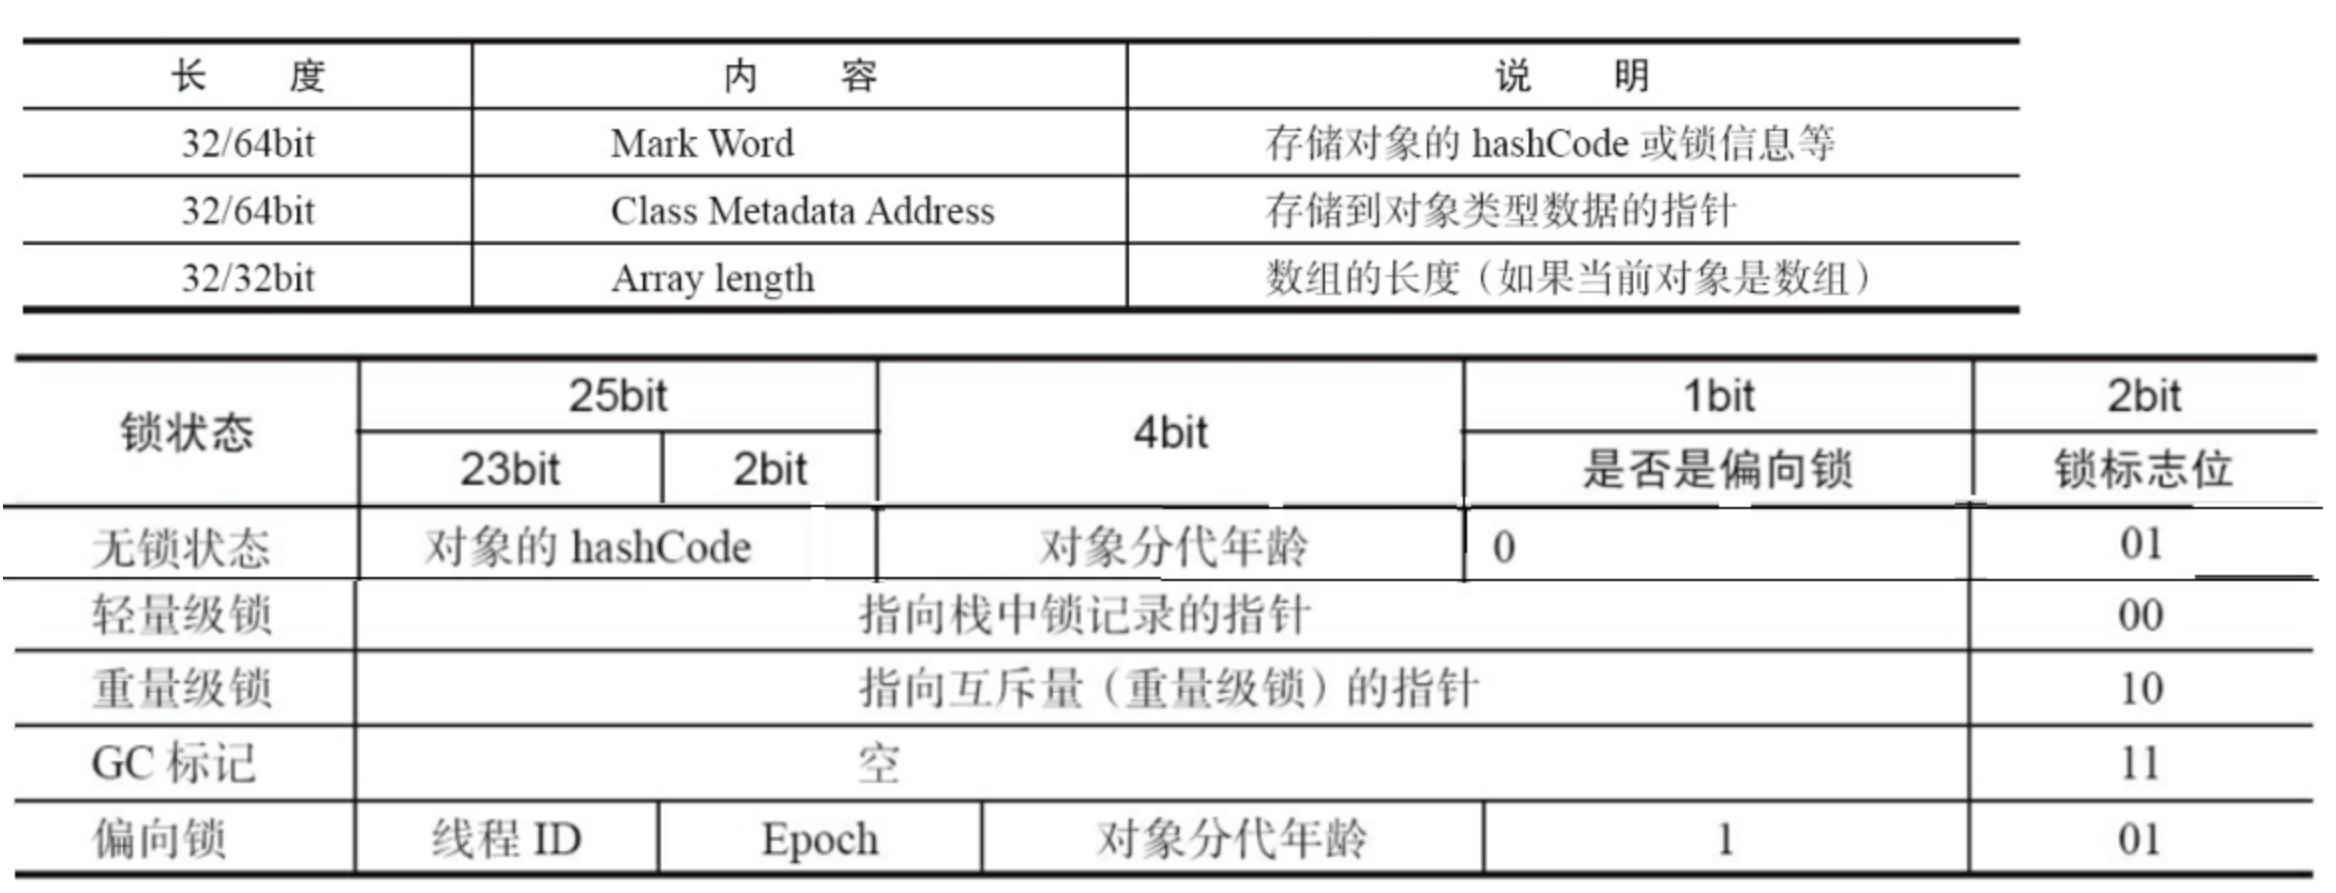 长 度 内 容 说 明
32/64bit Mark Word 存储对象的 hashCode 或锁信息等
32/64bit Class Metadata Address 存储到对象类型数据的指针
32/32bit Array length 数组的长度（如果当前对象是数组）
锁状态 25bit 4bit 1bit 2bit
23bit 2bit 是否是偏向锁 锁标志位
无锁状态 对象的 hashCode 对象分代年龄 0 01
轻量级锁 指向栈中锁记录的指针 00
重量级锁 指向互斥量（重量级锁）的指针 10
GC 标记 空 11
偏向锁 线程 ID Epoch 对象分代年龄 1 01